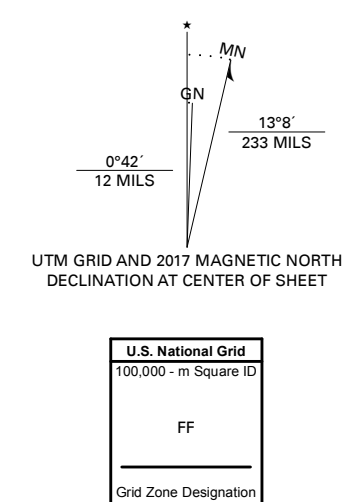 ★
MN
GN
13°8´
233 MILS
0°42´
12 MILS
UTM GRID AND 2017 MAGNETIC NORTH
DECLINATION AT CENTER OF SHEET
U.S. National Grid
100,000 - m Square ID
FF
Grid Zone Designation